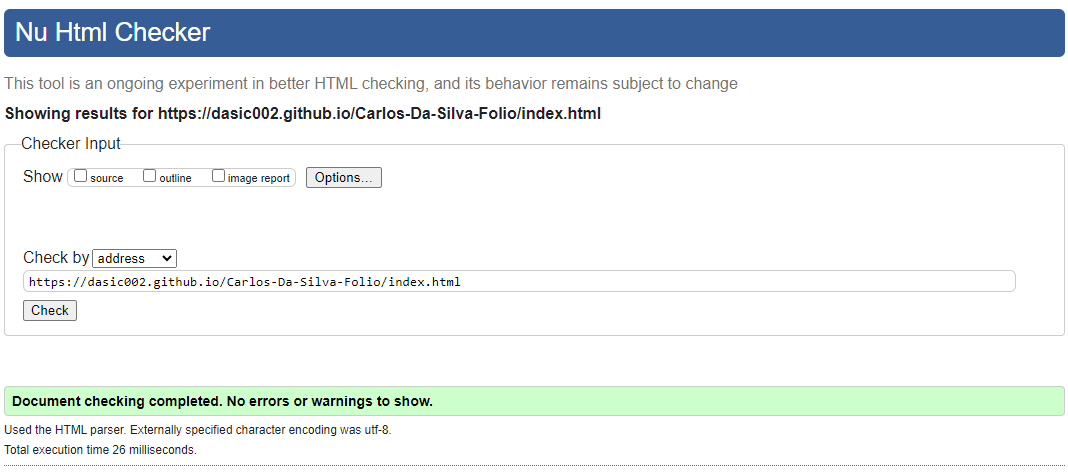 Nu Html Checker
This tool is an ongoing experiment in better HTML checking, and its behavior remains subject to change
Showing results for https://dasic002.github.io/Carlos-Da-Silva-Folio/index.html
Checker Input
Show source outline image report Options...
Check by address
https://dasic002.github.io/Carlos-Da-Silva-Folio/index.html
Check
Document checking completed. No errors or warnings to show.
Used the HTML parser. Externally specified character encoding was utf-8.
Total execution time 26 milliseconds.